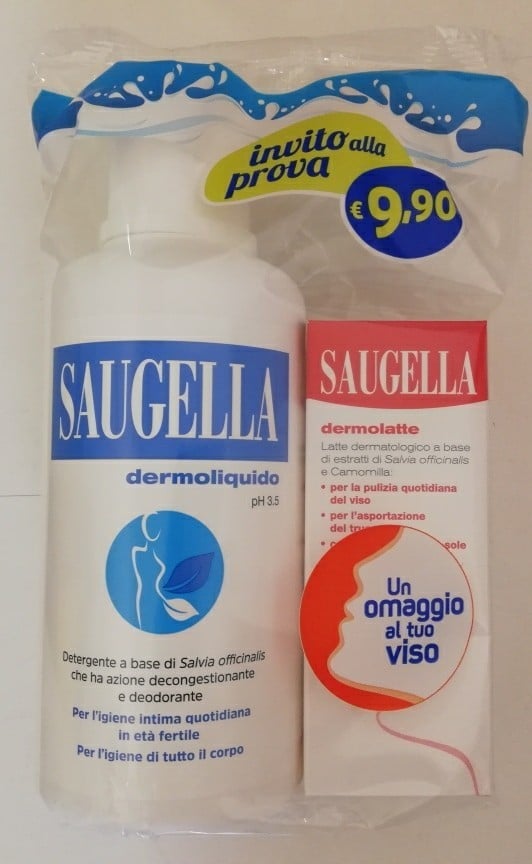 invito alla
prova
€ 9,90
SAUGELLA
dermoliquido
pH 3.5
Detergente a base di Salvia officinalis
che ha azione decongestionante
e deodorante
Per l'igiene intima quotidiana
in età fertile
Per l'igiene di tutto il corpo
SAUGELLA
dermolatte
Latte dermatologico a base
di estratti di Salvia officinalis
e Camomilla:
• per la pulizia quotidiana
del viso
• per l'asportazione
del
sole
Un
omaggio
al tuo
viso